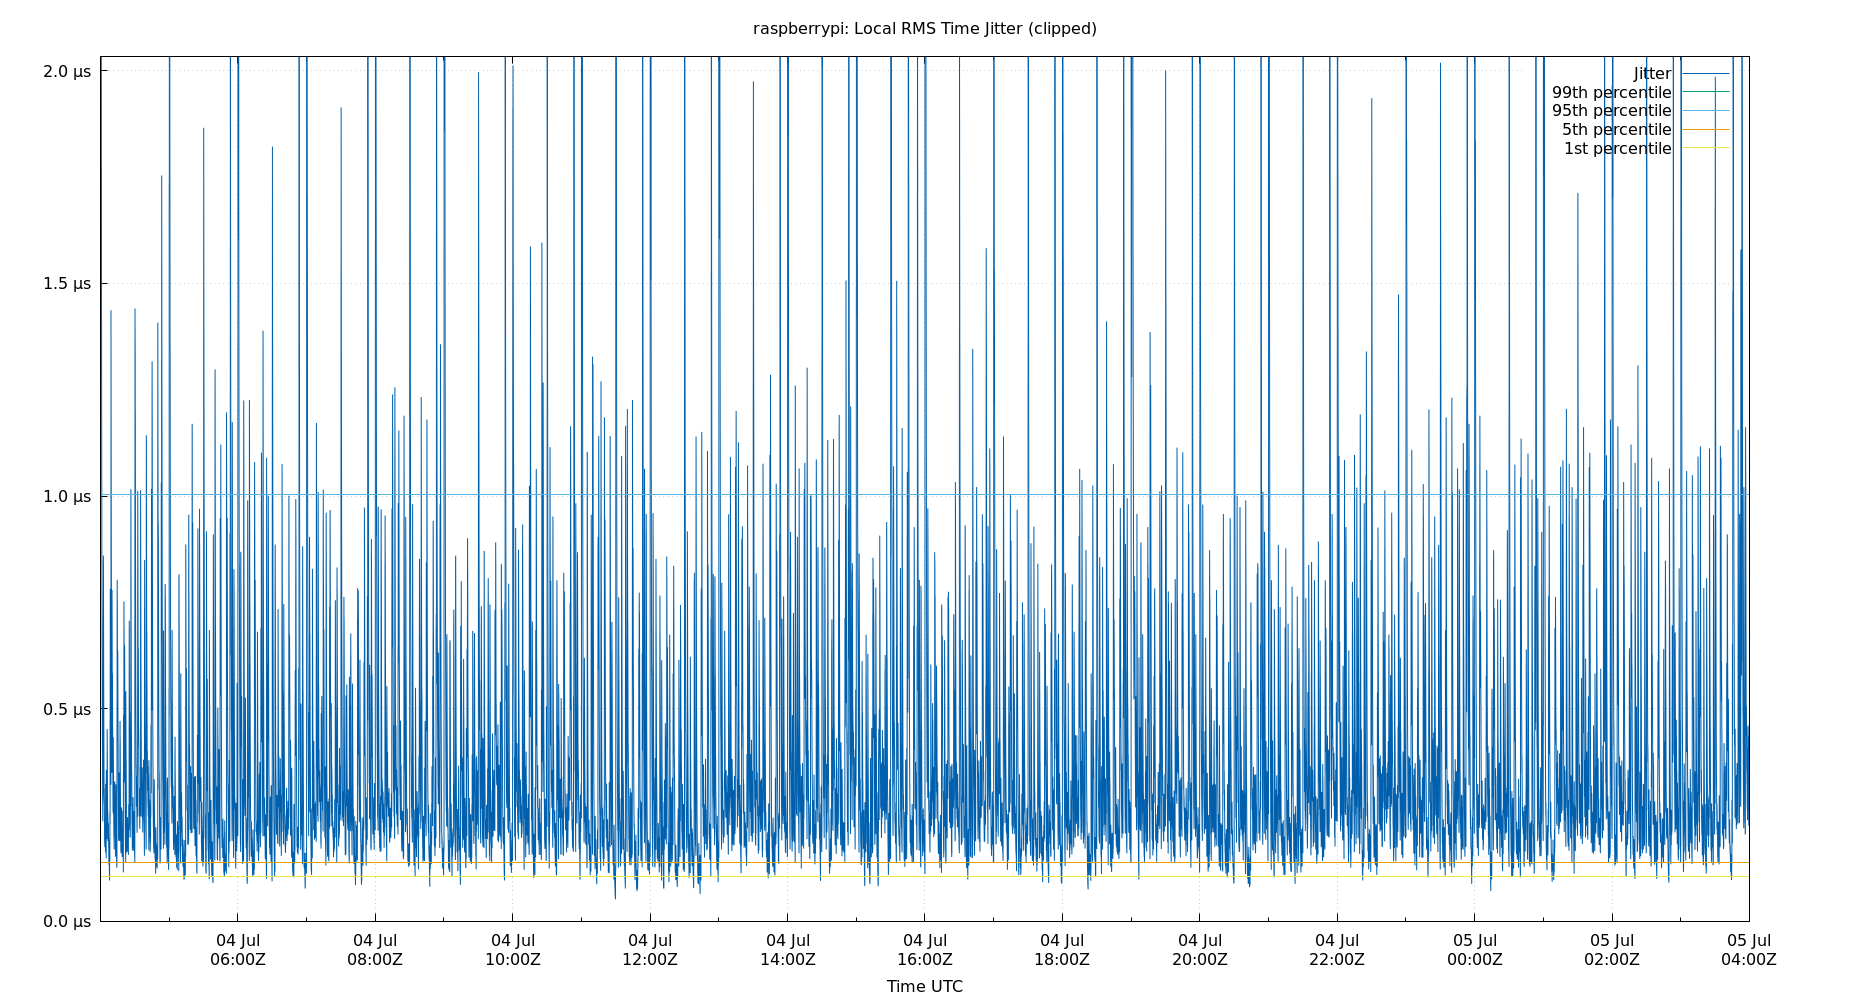 raspberrypi: Local RMS Time Jitter (clipped)
2.0 µs
1.5 µs
1.0 µs
0.5 µs
0.0 µs
Jitter
99th percentile
95th percentile
5th percentile
1st percentile
04 Jul 04 Jul 04 Jul 04 Jul 04 Jul 04 Jul 04 Jul 04 Jul 04 Jul 05 Jul 05 Jul 05 Jul
06:00Z 08:00Z 10:00Z 12:00Z 14:00Z 16:00Z 18:00Z 20:00Z 22:00Z 00:00Z 02:00Z 04:00Z
Time UTC